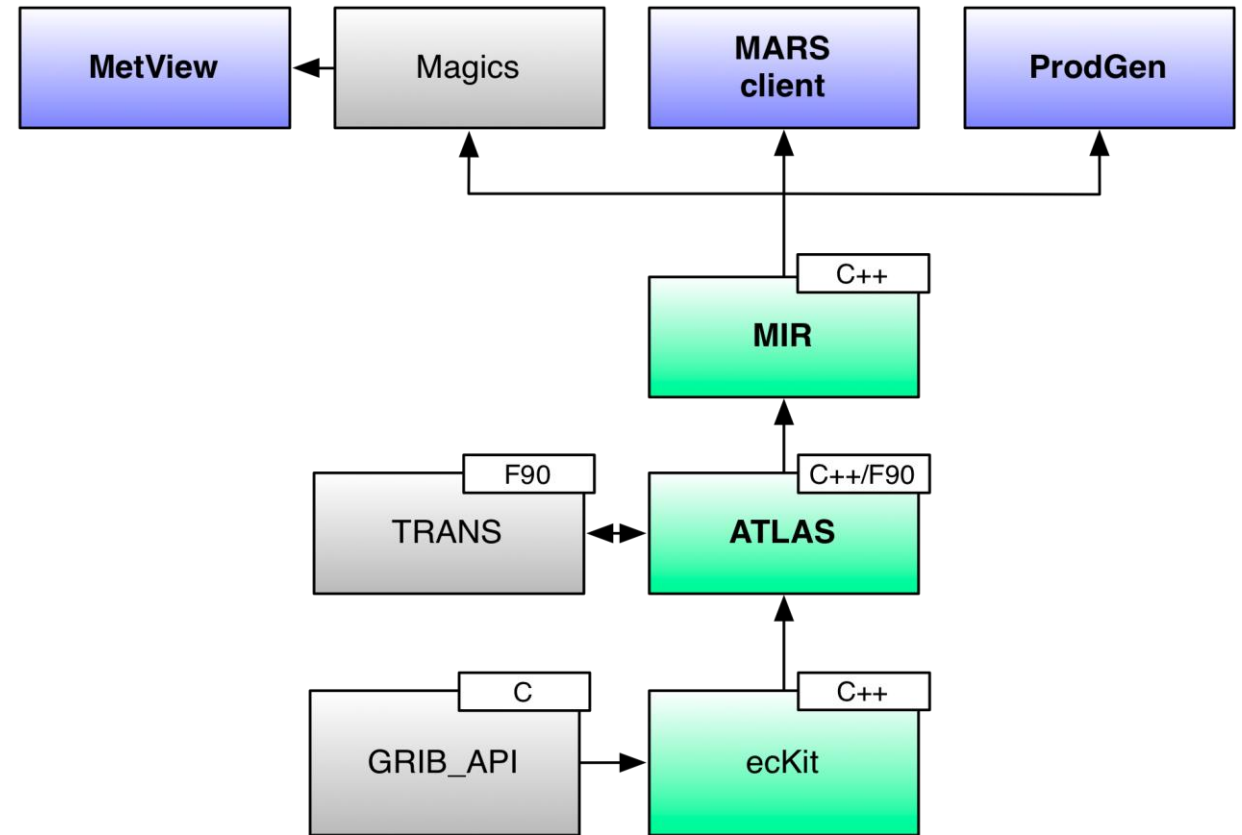 MetView
Magics
MARS
client
ProdGen
C++
MIR
F90
TRANS
C++/F90
ATLAS
C
GRIB_API
C++
ecKit